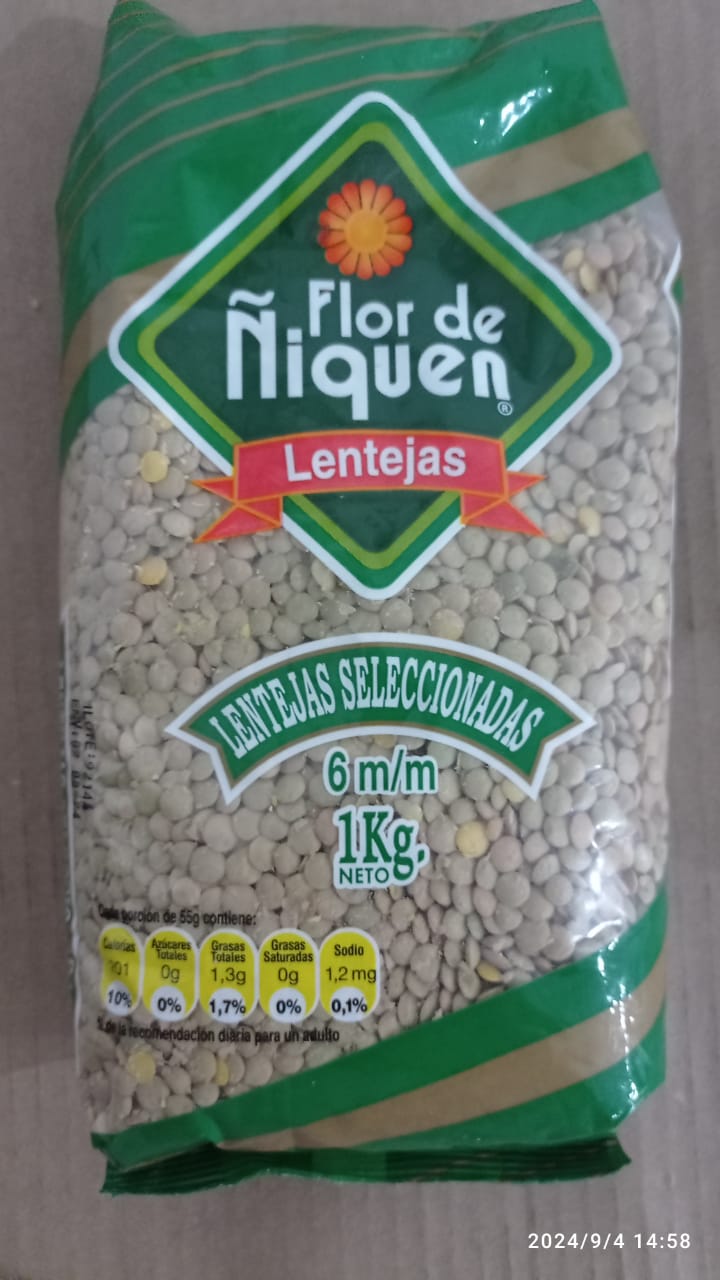 Flor de
Ñiquen
®
Lentejas
LENTEJAS SELECCIONADAS
6 m/m
1Kg.
NETO
Cada porción de 55g contiene:
Calorías
10%
Azúcares
Totales
0g
0%
Grasas
Totales
1,3g
1,7%
Grasas
Saturadas
0g
0%
Sodio
1,2 mg
0,1%
% de la recomendación diaria para un adulto
2024/9/4 14:58